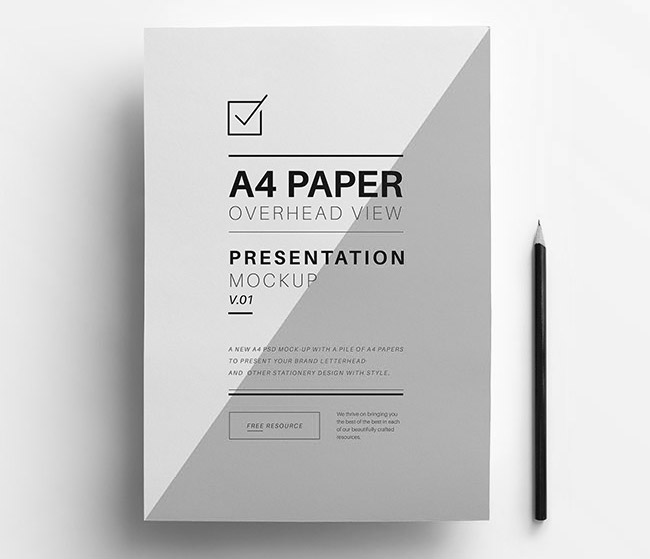 A4 PAPER
OVERHEAD VIEW
PRESENTATION
MOCKUP
V.01
A NEW A4 PSD MOCK-UP WITH A PILE OF A4 PAPERS
TO PRESENT YOUR BRAND LETTERHEAD
AND OTHER STATIONERY DESIGN WITH STYLE.
FREE RESOURCE
We thrive on bringing you
the best of the best in each
of our beautifully crafted
resources.